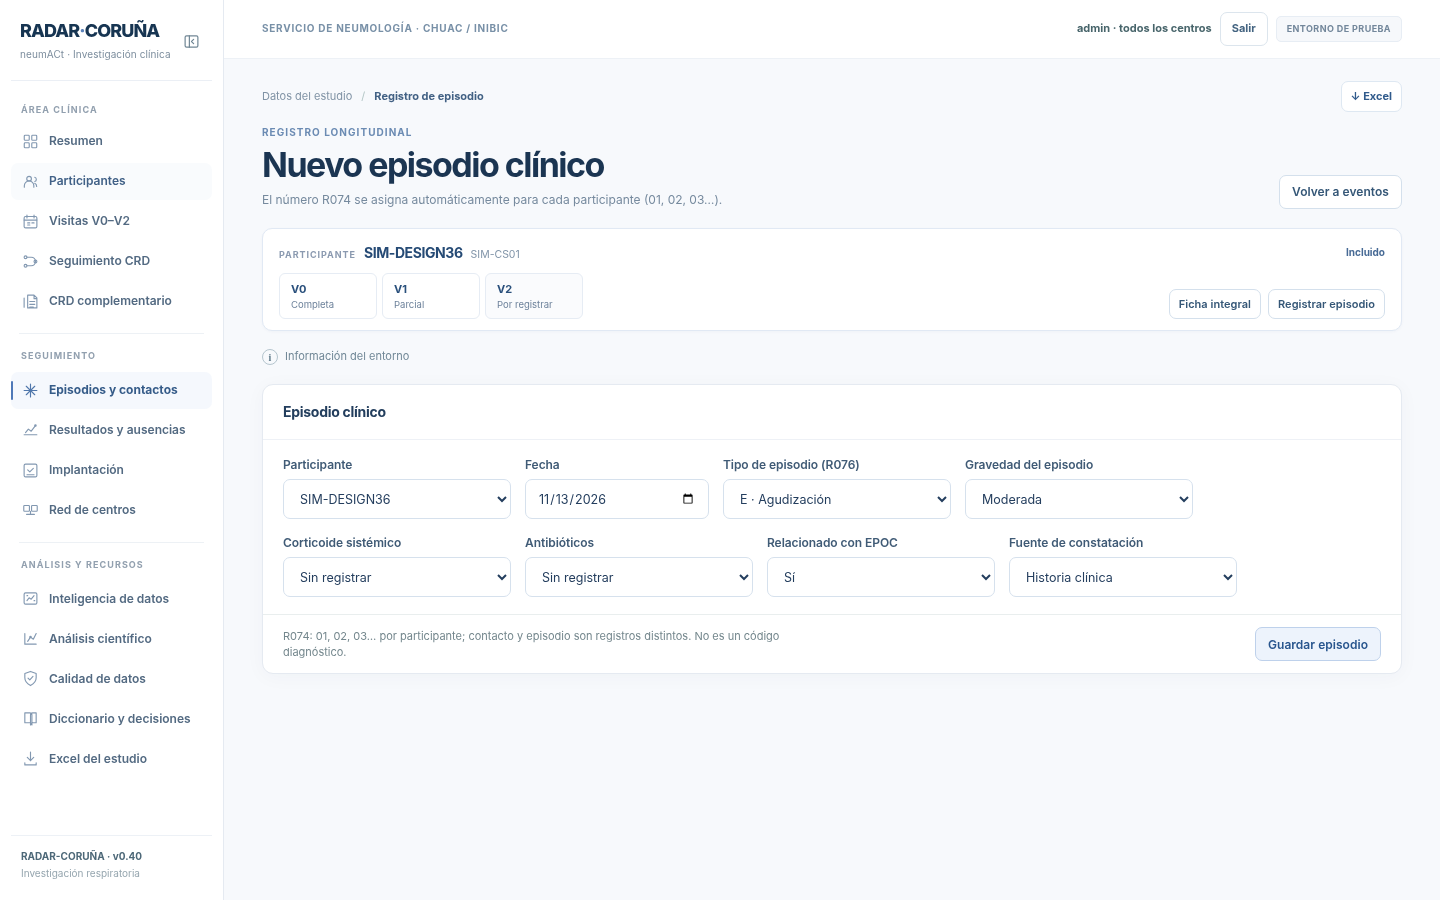 RADAR·CORUÑA
neumACt · Investigación clínica
ÁREA CLÍNICA
Resumen
Participantes
Visitas V0–V2
Seguimiento CRD
CRD complementario
SEGUIMIENTO
Episodios y contactos
Resultados y ausencias
Implantación
Red de centros
ANÁLISIS Y RECURSOS
Inteligencia de datos
Análisis científico
Calidad de datos
Diccionario y decisiones
Excel del estudio
RADAR-CORUÑA · v0.40
Investigación respiratoria
SERVICIO DE NEUMOLOGÍA · CHUAC / INIBIC
admin · todos los centros
Salir
ENTORNO DE PRUEBA
Datos del estudio / Registro de episodio
↓ Excel
REGISTRO LONGITUDINAL
Nuevo episodio clínico
El número R074 se asigna automáticamente para cada participante (01, 02, 03…).
Volver a eventos
PARTICIPANTE SIM-DESIGN36 SIM-CS01
Incluido
V0
Completa
V1
Parcial
V2
Por registrar
Ficha integral
Registrar episodio
i Información del entorno
Episodio clínico
Participante
Fecha
Tipo de episodio (R076)
Gravedad del episodio
SIM-DESIGN36
11/13/2026
E · Agudización
Moderada
Corticoide sistémico
Antibióticos
Relacionado con EPOC
Fuente de constatación
Sin registrar
Sin registrar
Sí
Historia clínica
R074: 01, 02, 03… por participante; contacto y episodio son registros distintos. No es un código
diagnóstico.
Guardar episodio